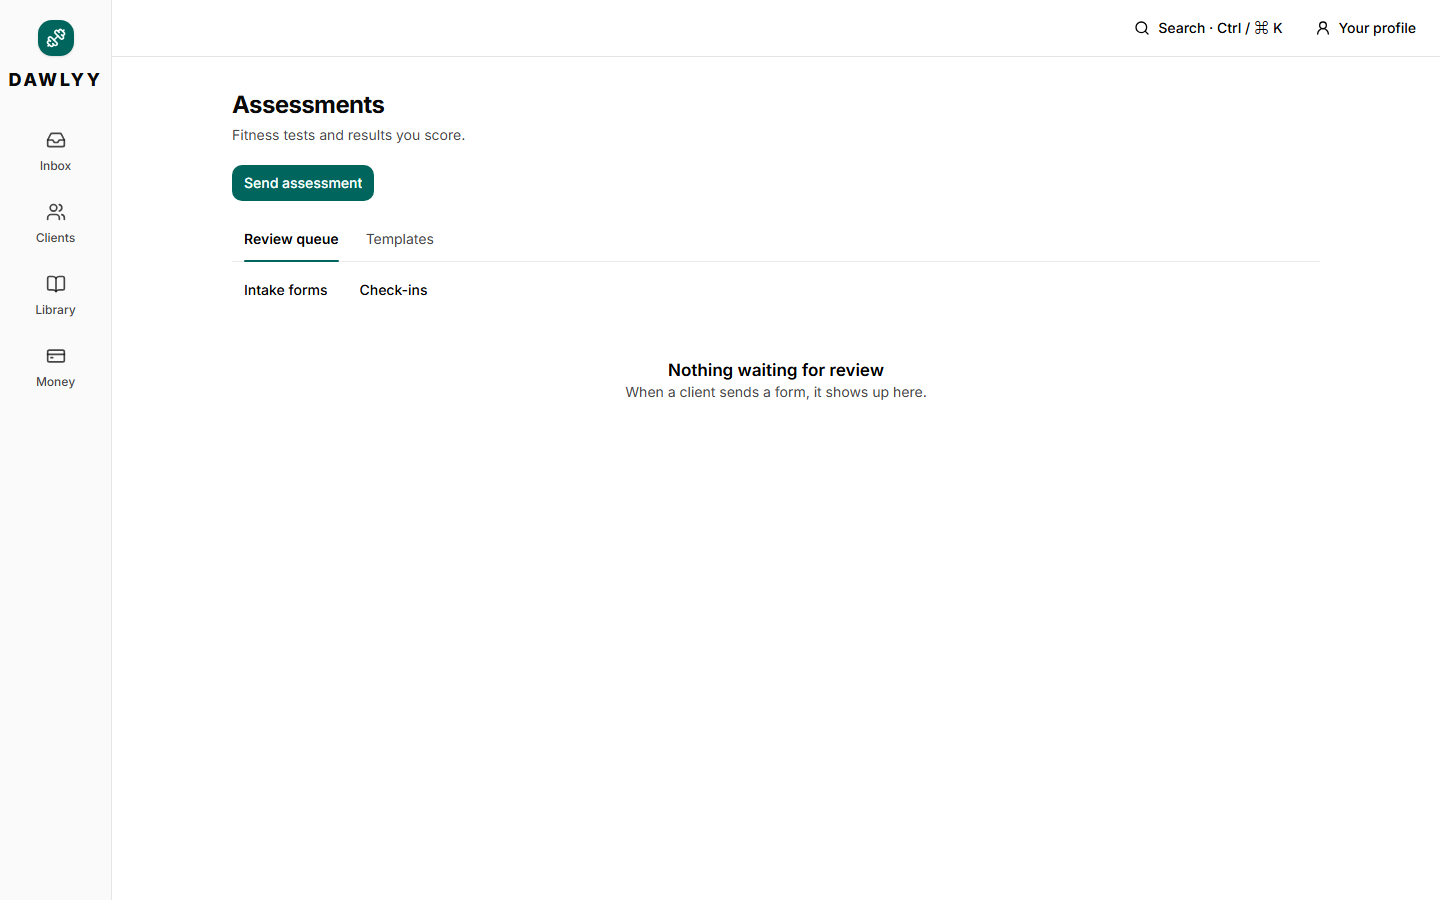 DAWLYY
Inbox
Clients
Library
Money
Search · Ctrl / ⌘ K
Your profile
Assessments
Fitness tests and results you score.
Send assessment
Review queue
Templates
Intake forms
Check-ins
Nothing waiting for review
When a client sends a form, it shows up here.